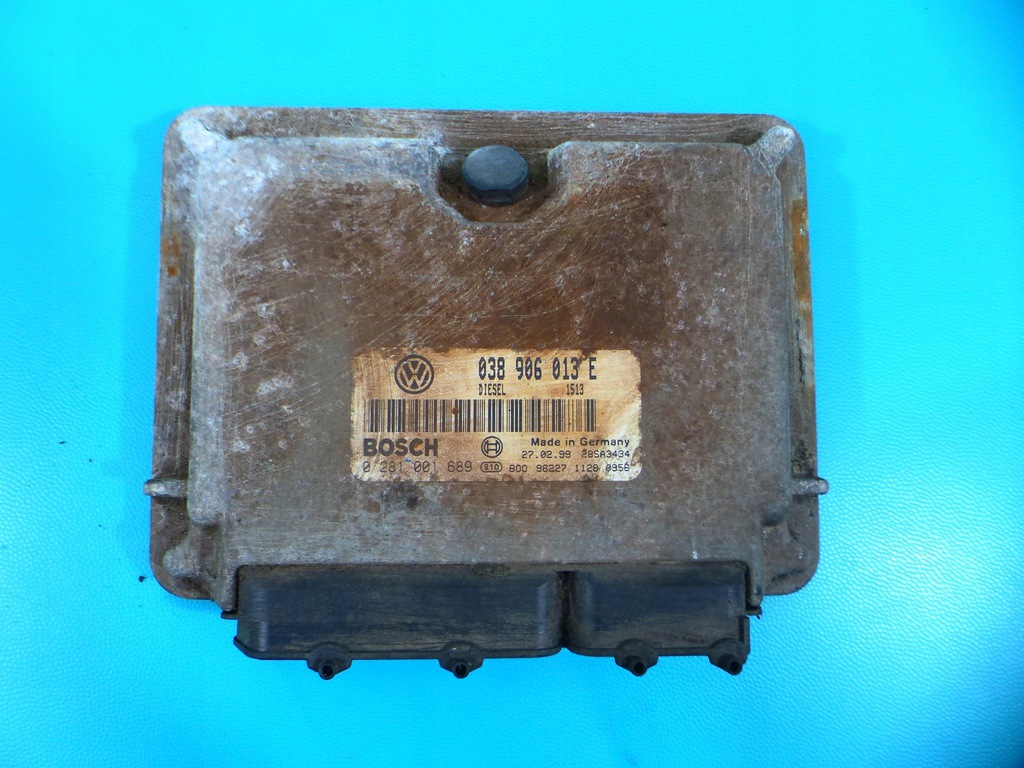 038 906 013 E
DIESEL 1513
BOSCH Made in Germany
27.02.99 28SA3434
0 281 001 689 810 800 96227 1128 0956